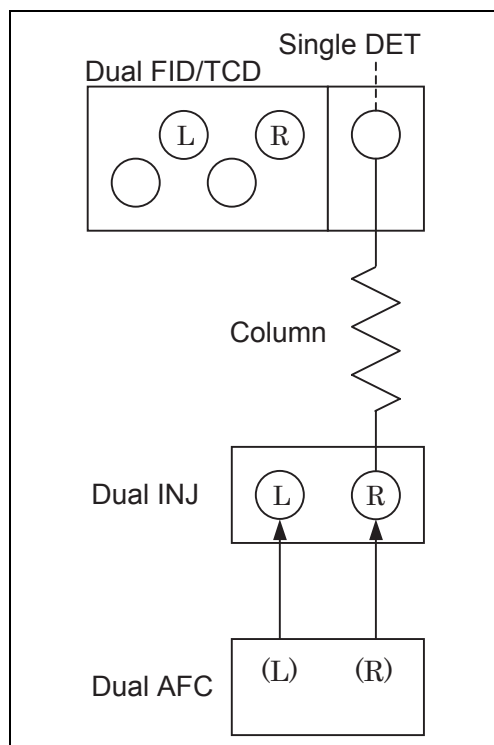 Single DET
Dual FID/TCD
L R
Column
Dual INJ
L R
Dual AFC
(L) (R)